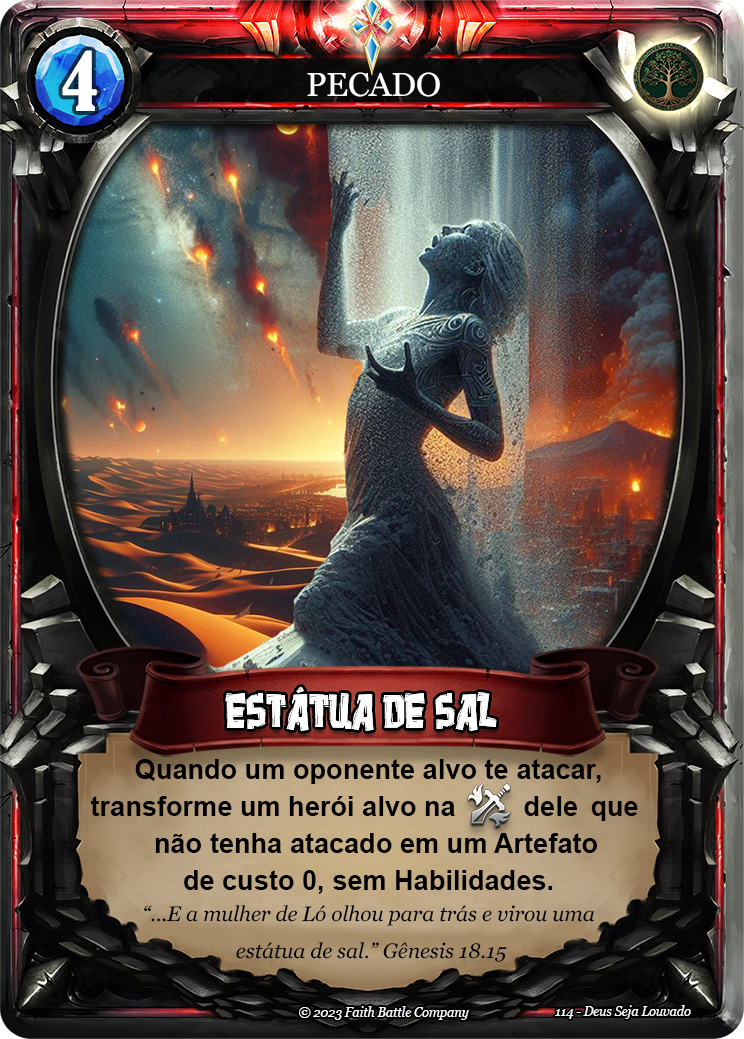 4
PECADO
ESTÁTUA DE SAL
Quando um oponente alvo te atacar,
transforme um herói alvo na dele que
não tenha atacado em um Artefato
de custo 0, sem Habilidades.
“...E a mulher de Ló olhou para trás e virou uma
estátua de sal.” Gênesis 18.15
© 2023 Faith Battle Company
114 - Deus Seja Louvado